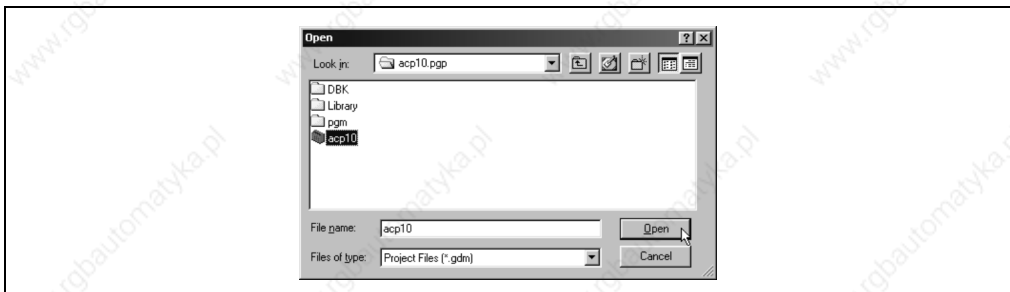 Open
Look in: acp10.pgp
DBK
Library
pgm
acp10
File name: acp10
Open
Files of type: Project Files (*.gdm)
Cancel
www.rgbautomatyka.pl